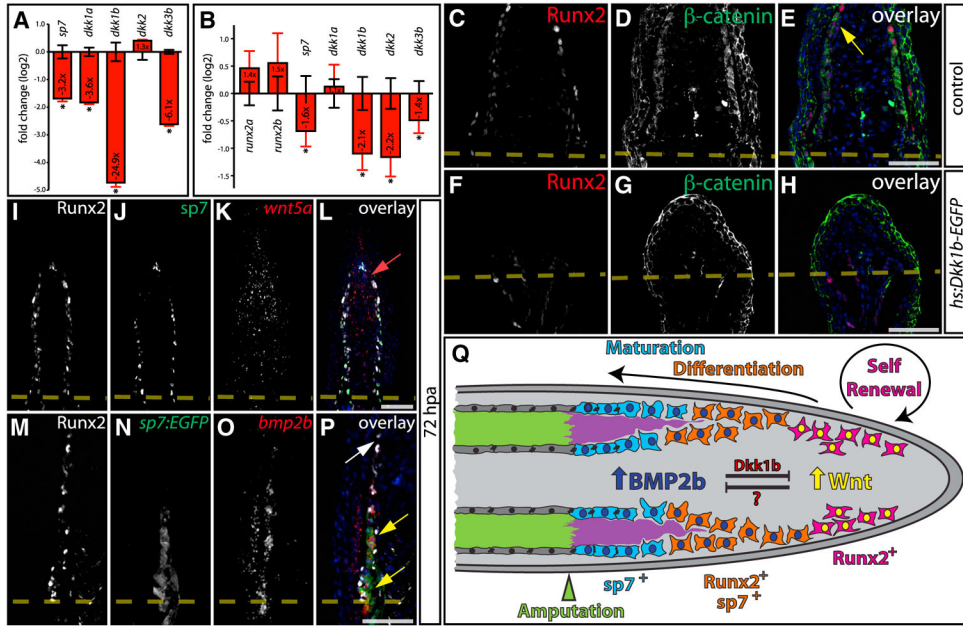 A
sp7
dkk1a
dkk1b
dkk2
dkk3b
fold change (log2)
0.0
-1.0
-2.0
-3.0
-4.0
-5.0
-3.2x
-3.6x
-24.9x
1.3x
-6.1x
*
*
*
*
B
fold change (log2)
1.0
0.5
0.0
-0.5
-1.0
-1.5
runx2a
runx2b
sp7
dkk1a
dkk1b
dkk2
dkk3b
1.4x
1.5x
-1.6x
-2.1x
-2.2x
-1.4x
*
*
*
*
C Runx2
D β-catenin
E overlay
control
F Runx2
G β-catenin
H overlay
hs:Dkk1b-EGFP
I Runx2
J sp7
K wnt5a
L overlay
M Runx2
N sp7:EGFP
O bmp2b
P overlay
72 hpa
Q
Maturation
Differentiation
Self
Renewal
BMP2b
Dkk1b
?
Wnt
Runx2+
sp7+
Runx2+
sp7+
Amputation